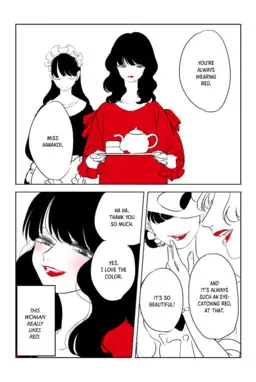 YOU'RE
ALWAYS
WEARING
RED,
MISS
HANAKOI.
AND
IT'S ALWAYS
SUCH AN EYE-
CATCHING RED,
AT THAT.
IT'S SO
BEAUTIFUL!
HA HA,
THANK YOU
SO MUCH.
YES,
I LOVE
THE COLOR.
THIS
WOMAN
REALLY
LIKES
RED.